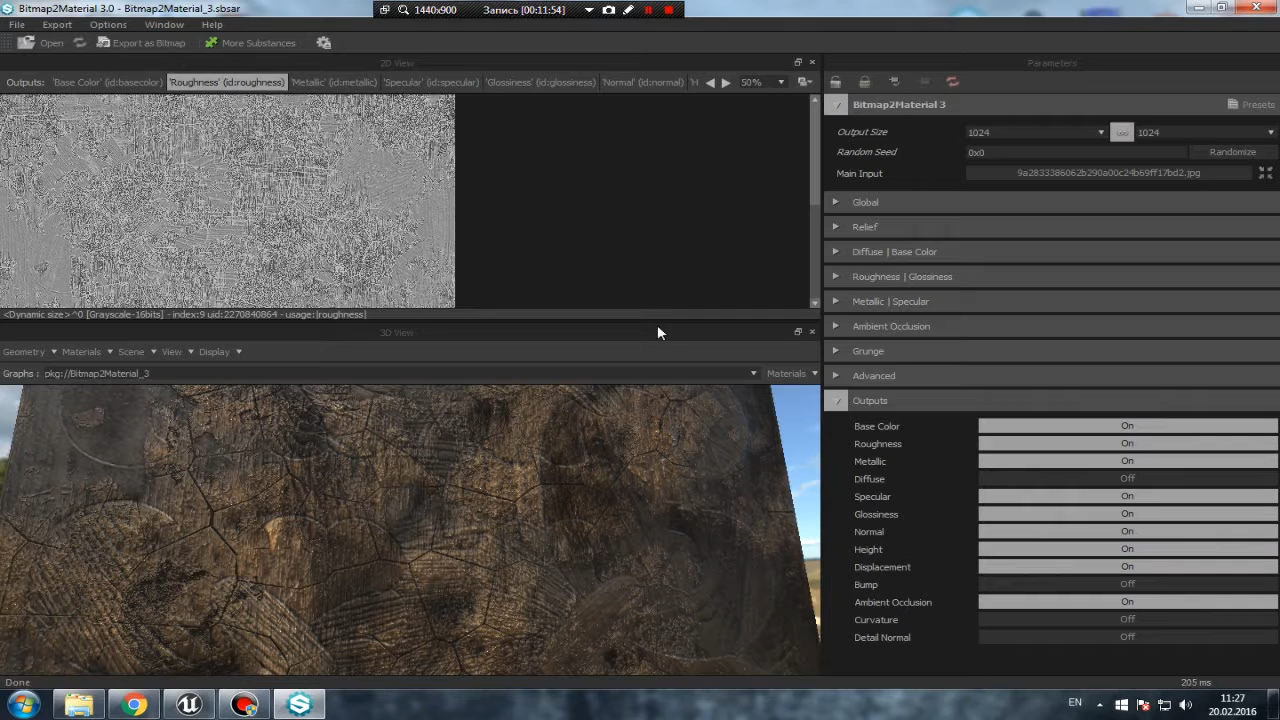 Bitmap2Material 3.0 - Bitmap2Material_3.sbsar
1440x900
Запись [00:11:54]
File Export Options Window Help
Open Export as Bitmap More Substances
2D View
Outputs: 'Base Color' (id:basecolor) 'Roughness' (id:roughness) 'Metallic' (id:metallic) 'Specular' (id:specular) 'Glossiness' (id:glossiness) 'Normal' (id:normal) 'H 50%
<Dynamic size>^0 [Grayscale-16bits] - index:9 uid:2270840864 - usage:|roughness|
3D View
Geometry Materials Scene View Display
Graphs : pkg://Bitmap2Material_3 Materials
Parameters
Bitmap2Material 3 Presets
Output Size 1024 1024
Random Seed 0x0 Randomize
Main Input 9a2833386062b290a00c24b69ff17bd2.jpg
Global
Relief
Diffuse | Base Color
Roughness | Glossiness
Metallic | Specular
Ambient Occlusion
Grunge
Advanced
Outputs
Base Color On
Roughness On
Metallic On
Diffuse Off
Specular On
Glossiness On
Normal On
Height On
Displacement On
Bump Off
Ambient Occlusion On
Curvature Off
Detail Normal Off
Done 205 ms
EN
11:27
20.02.2016